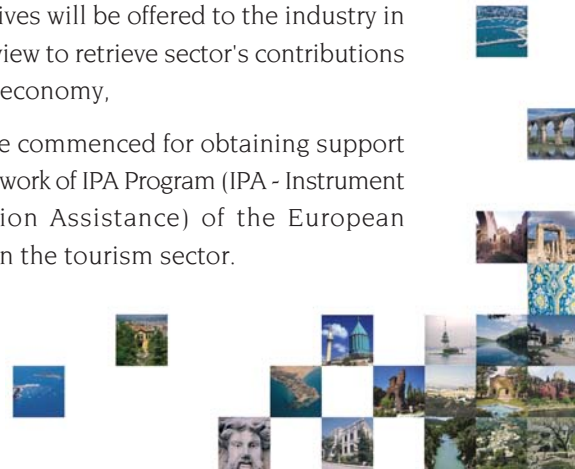 ives will be offered to the industry in
view to retrieve sector's contributions
economy,
e commenced for obtaining support
work of IPA Program (IPA - Instrument
ion Assistance) of the European
n the tourism sector.